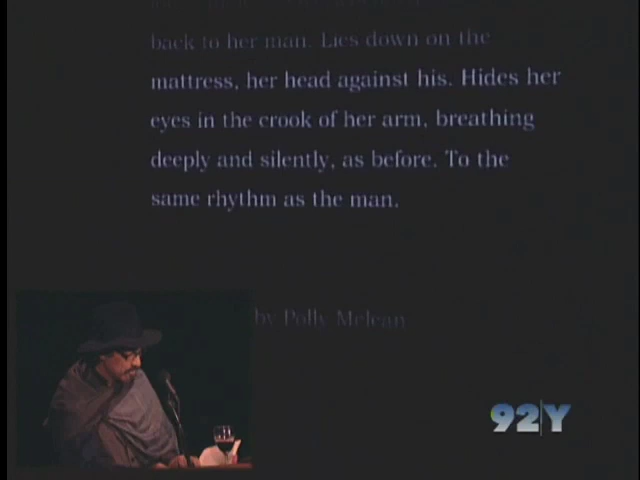 back to her man. Lies down on the
mattress, her head against his. Hides her
eyes in the crook of her arm, breathing
deeply and silently, as before. To the
same rhythm as the man.
by Polly Mclean
92Y